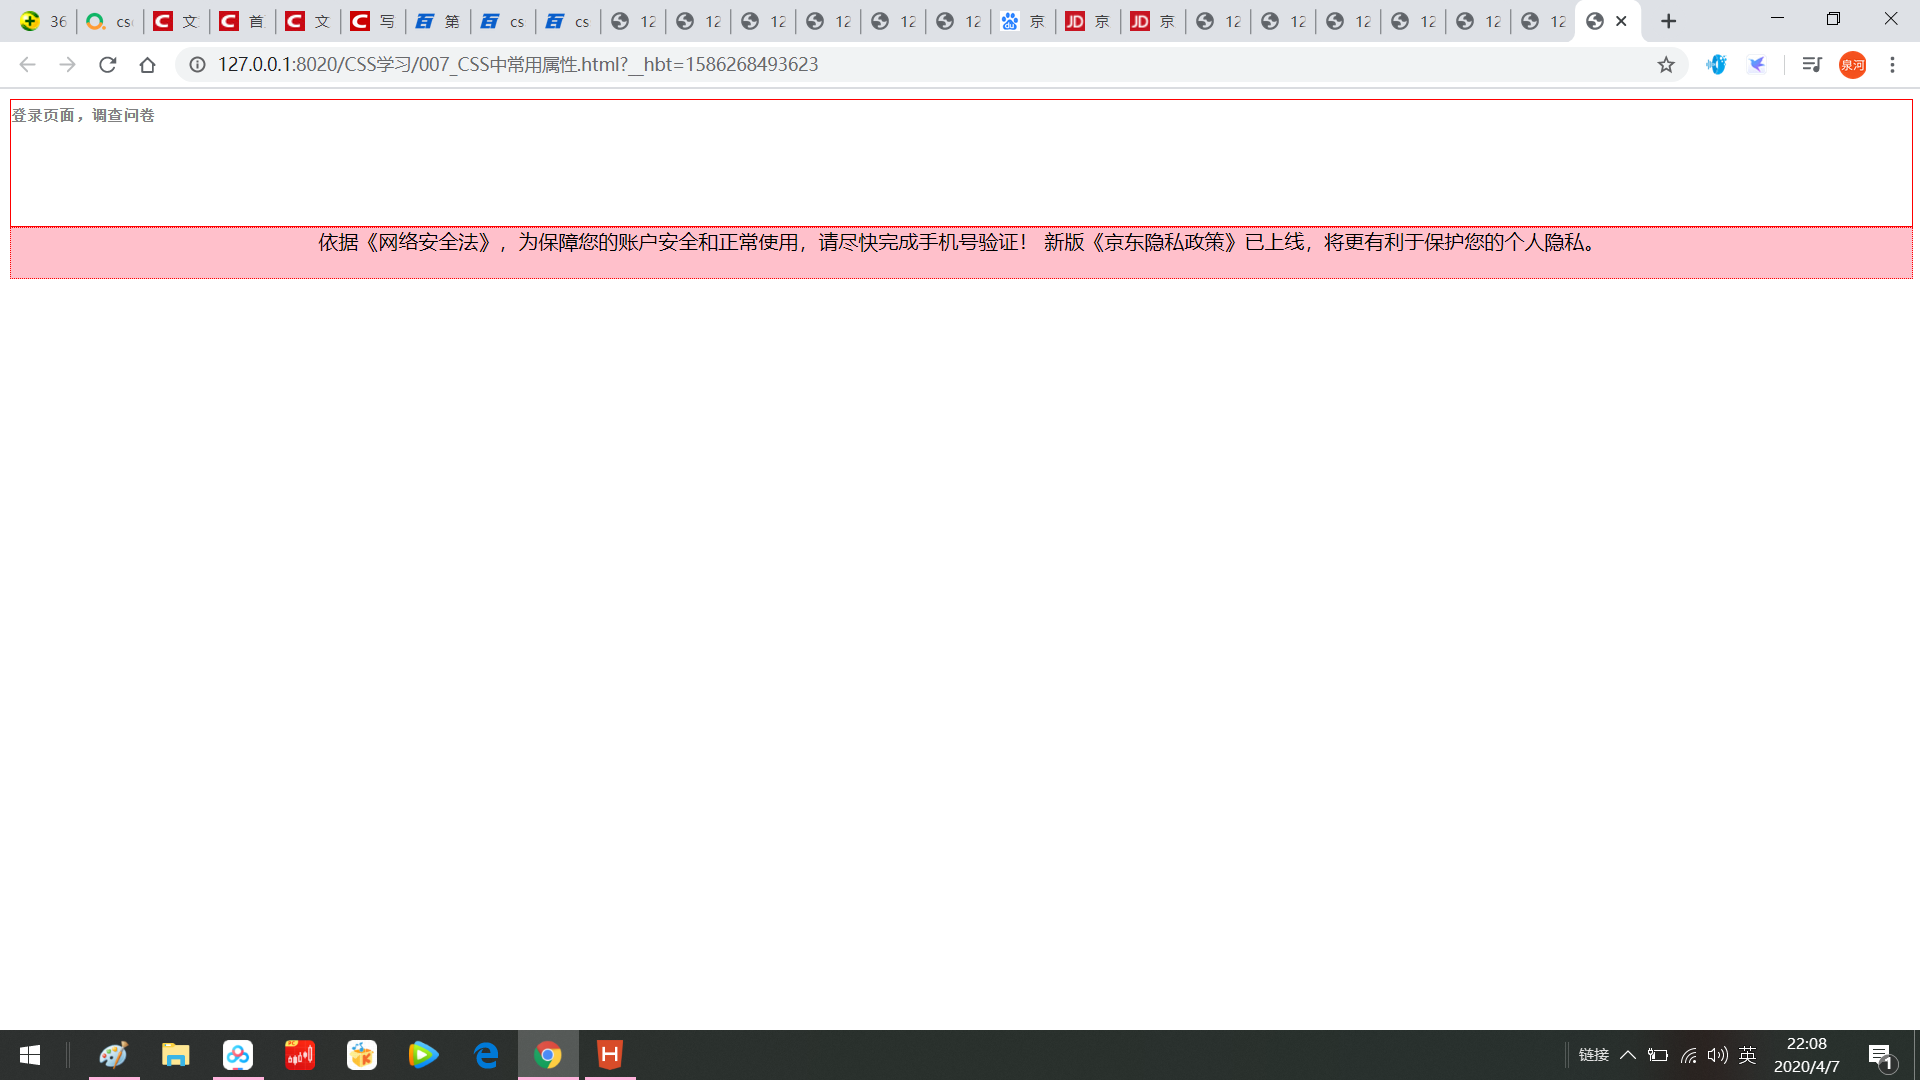 36 cs 文 首 文 写 第 cs cs 12 12 12 12 12 12 京 京 京 12 12 12 12 12 12
127.0.0.1:8020/CSS学习/007_CSS中常用属性.html?__hbt=1586268493623 泉河
登录页面，调查问卷
依据《网络安全法》，为保障您的账户安全和正常使用，请尽快完成手机号验证！ 新版《京东隐私政策》已上线，将更有利于保护您的个人隐私。
链接 英 22:08 1
2020/4/7